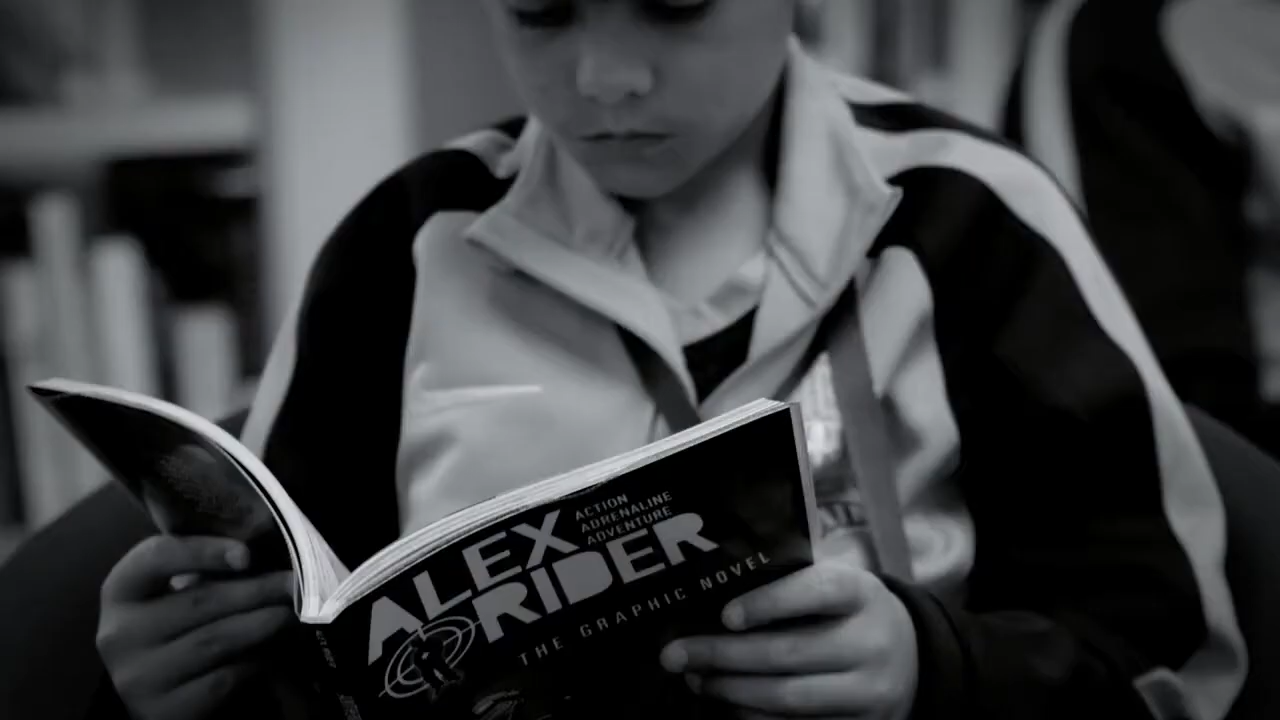 ALEX
ACTION
ADRENALINE
ADVENTURE
RIDER
THE GRAPHIC NOVEL